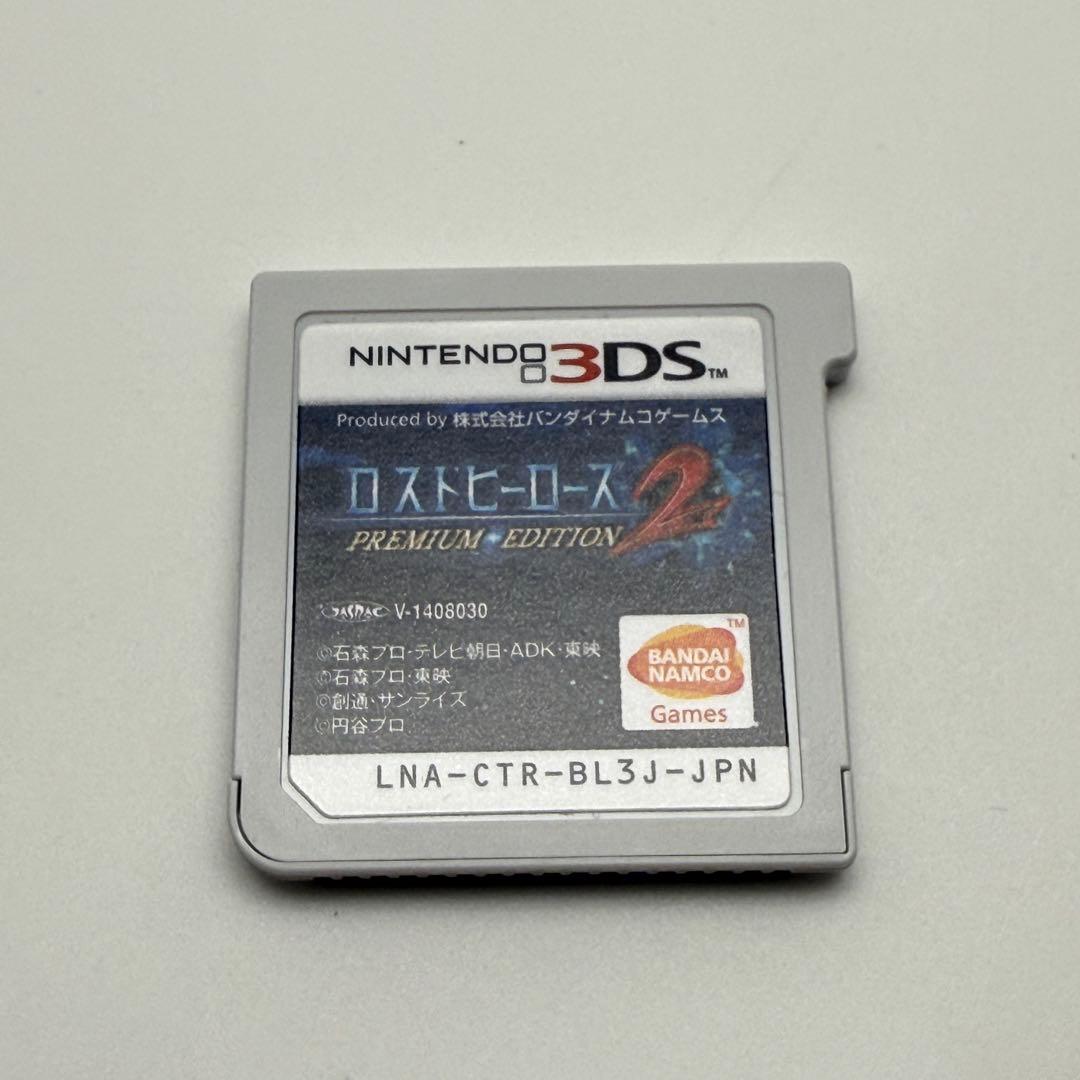 NINTENDO 3DS™
Produced by 株式会社バンダイナムコゲームス
ロストヒーローズ2
PREMIUM EDITION
JASRAC V-1408030
©石森プロ・テレビ朝日・ADK・東映
©石森プロ・東映
©創通・サンライズ
©円谷プロ
BANDAI
NAMCO
TM
Games
LNA-CTR-BL3J-JPN